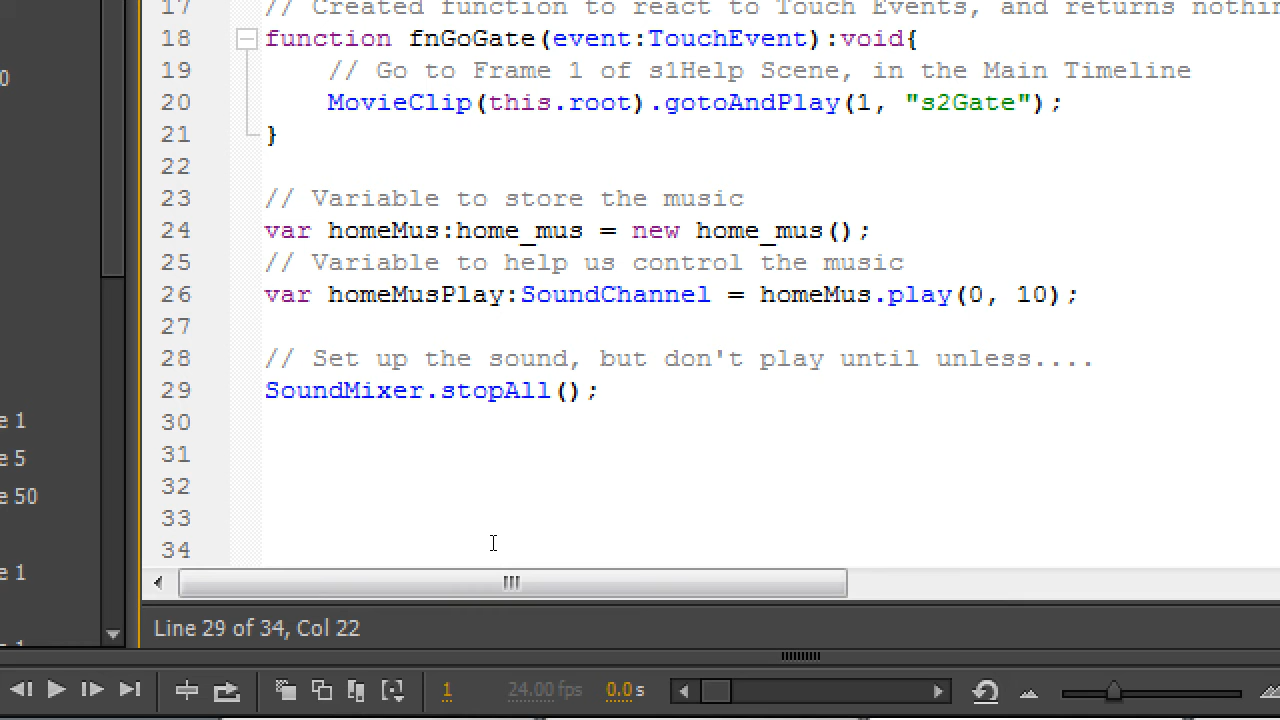 17 // Created function to react to Touch Events, and returns nothin
18 function fnGoGate(event:TouchEvent):void{
19 // Go to Frame 1 of s1Help Scene, in the Main Timeline
20 MovieClip(this.root).gotoAndPlay(1, "s2Gate");
21 }
22
23 // Variable to store the music
24 var homeMus:home_mus = new home_mus();
25 // Variable to help us control the music
26 var homeMusPlay:SoundChannel = homeMus.play(0, 10);
27
28 // Set up the sound, but don't play until unless....
29 SoundMixer.stopAll();
30
31
32
33
34
0
e 1
e 5
e 50
e 1
Line 29 of 34, Col 22
1 24.00 fps 0.0 s